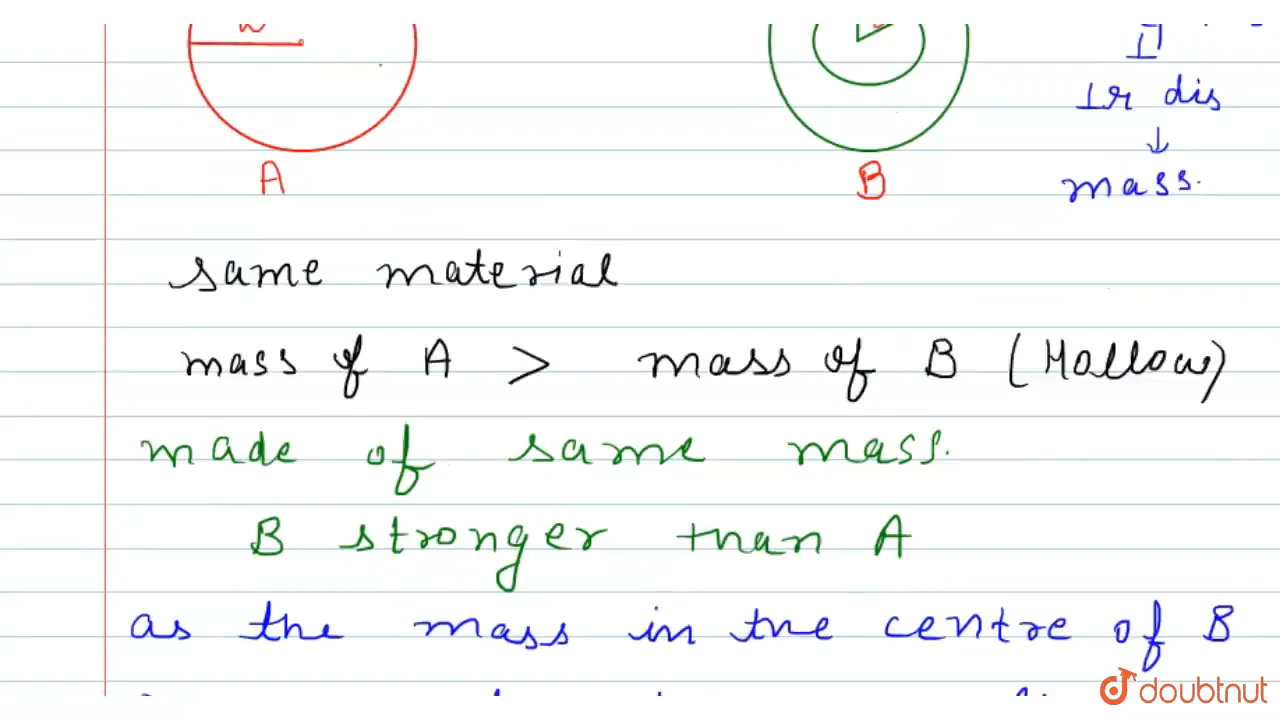 ⊥r dis
↓
A
B
mass.
same material
mass of A > mass of B (Hollow)
made of same mass.
B stronger than A
as the mass in the centre of B
doubtnut